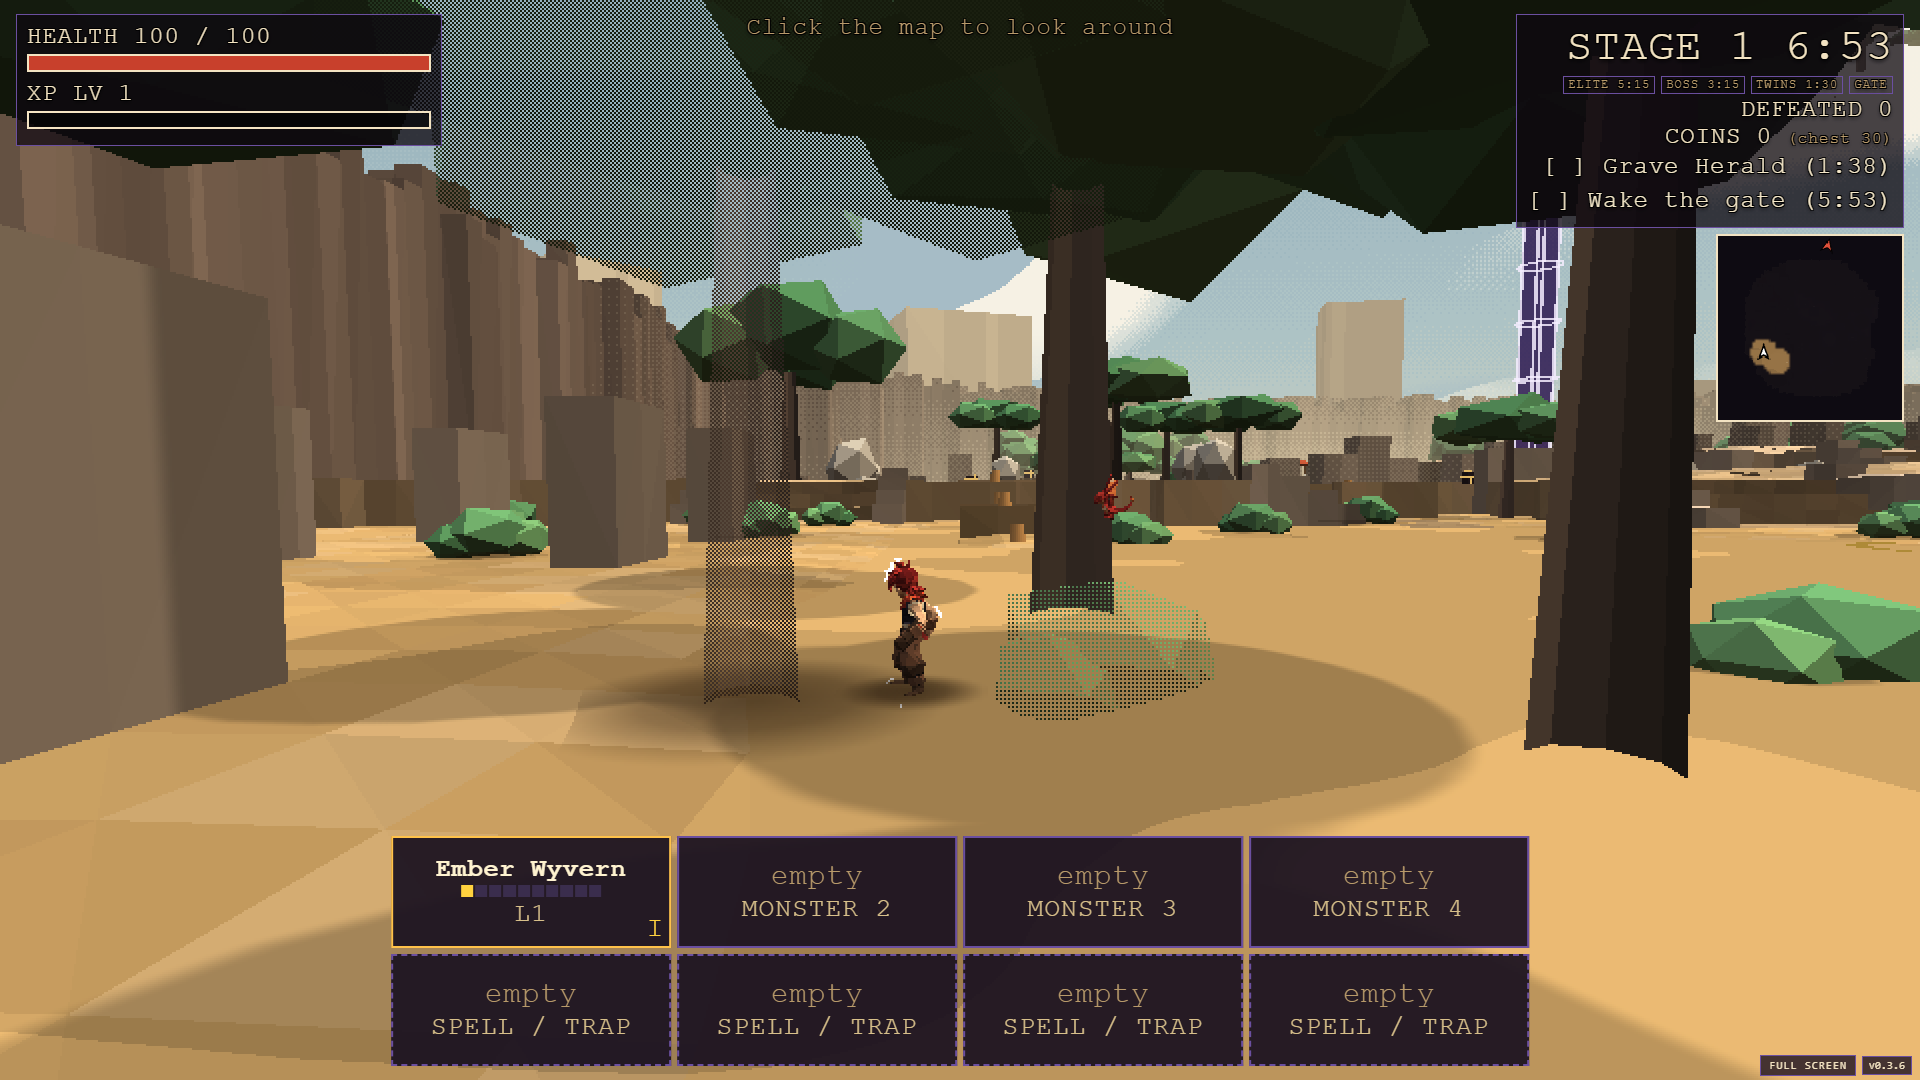 HEALTH 100 / 100
XP LV 1
Click the map to look around
STAGE 1 6:53
ELITE 5:15 BOSS 3:15 TWINS 1:30 GATE
DEFEATED 0
COINS 0 (chest 30)
[ ] Grave Herald (1:38)
[ ] Wake the gate (5:53)
Ember Wyvern
L1
I
empty
MONSTER 2
empty
MONSTER 3
empty
MONSTER 4
empty
SPELL / TRAP
empty
SPELL / TRAP
empty
SPELL / TRAP
empty
SPELL / TRAP
FULL SCREEN
v0.3.6